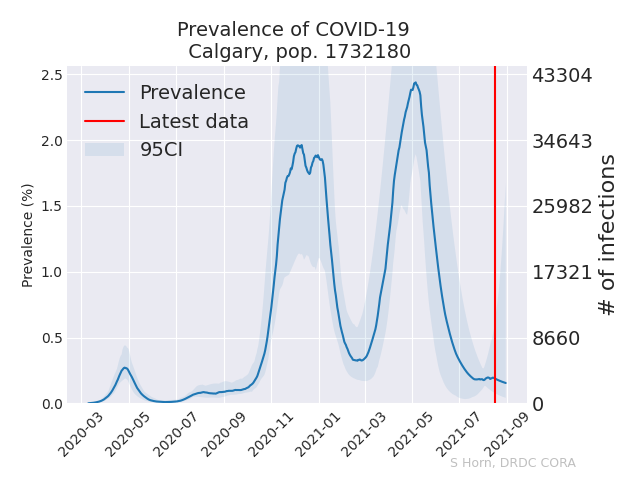 Prevalence of COVID-19
Calgary, pop. 1732180
Prevalence
Latest data
95CI
Prevalence (%)
2.5
2.0
1.5
1.0
0.5
0.0
43304
34643
25982
17321
8660
0
# of infections
2020-03
2020-05
2020-07
2020-09
2020-11
2021-01
2021-03
2021-05
2021-07
2021-09
S Horn, DRDC CORA